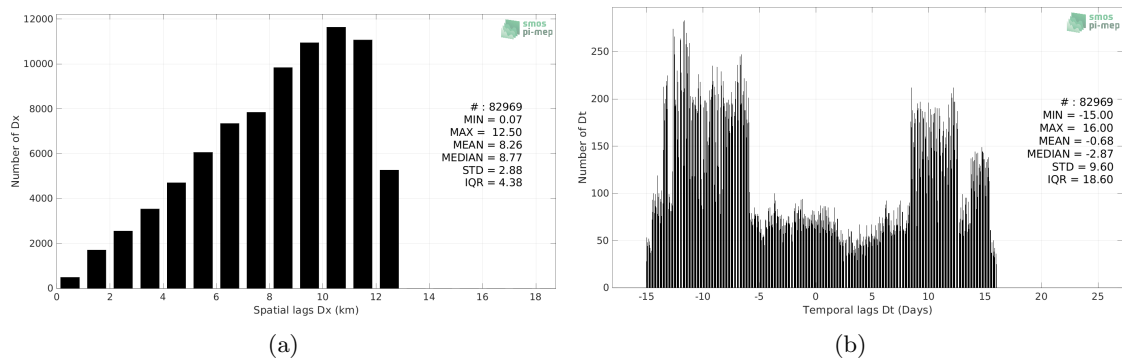 12000
10000
8000
6000
4000
2000
0
Number of Dx
0 2 4 6 8 10 12 14 16 18
Spatial lags Dx (km)
smos
pi-mep
# : 82969
MIN = 0.07
MAX = 12.50
MEAN = 8.26
MEDIAN = 8.77
STD = 2.88
IQR = 4.38
(a)
250
200
150
100
50
0
Number of Dt
-15 -10 -5 0 5 10 15 20 25
Temporal lags Dt (Days)
smos
pi-mep
# : 82969
MIN = -15.00
MAX = 16.00
MEAN = -0.68
MEDIAN = -2.87
STD = 9.60
IQR = 18.60
(b)